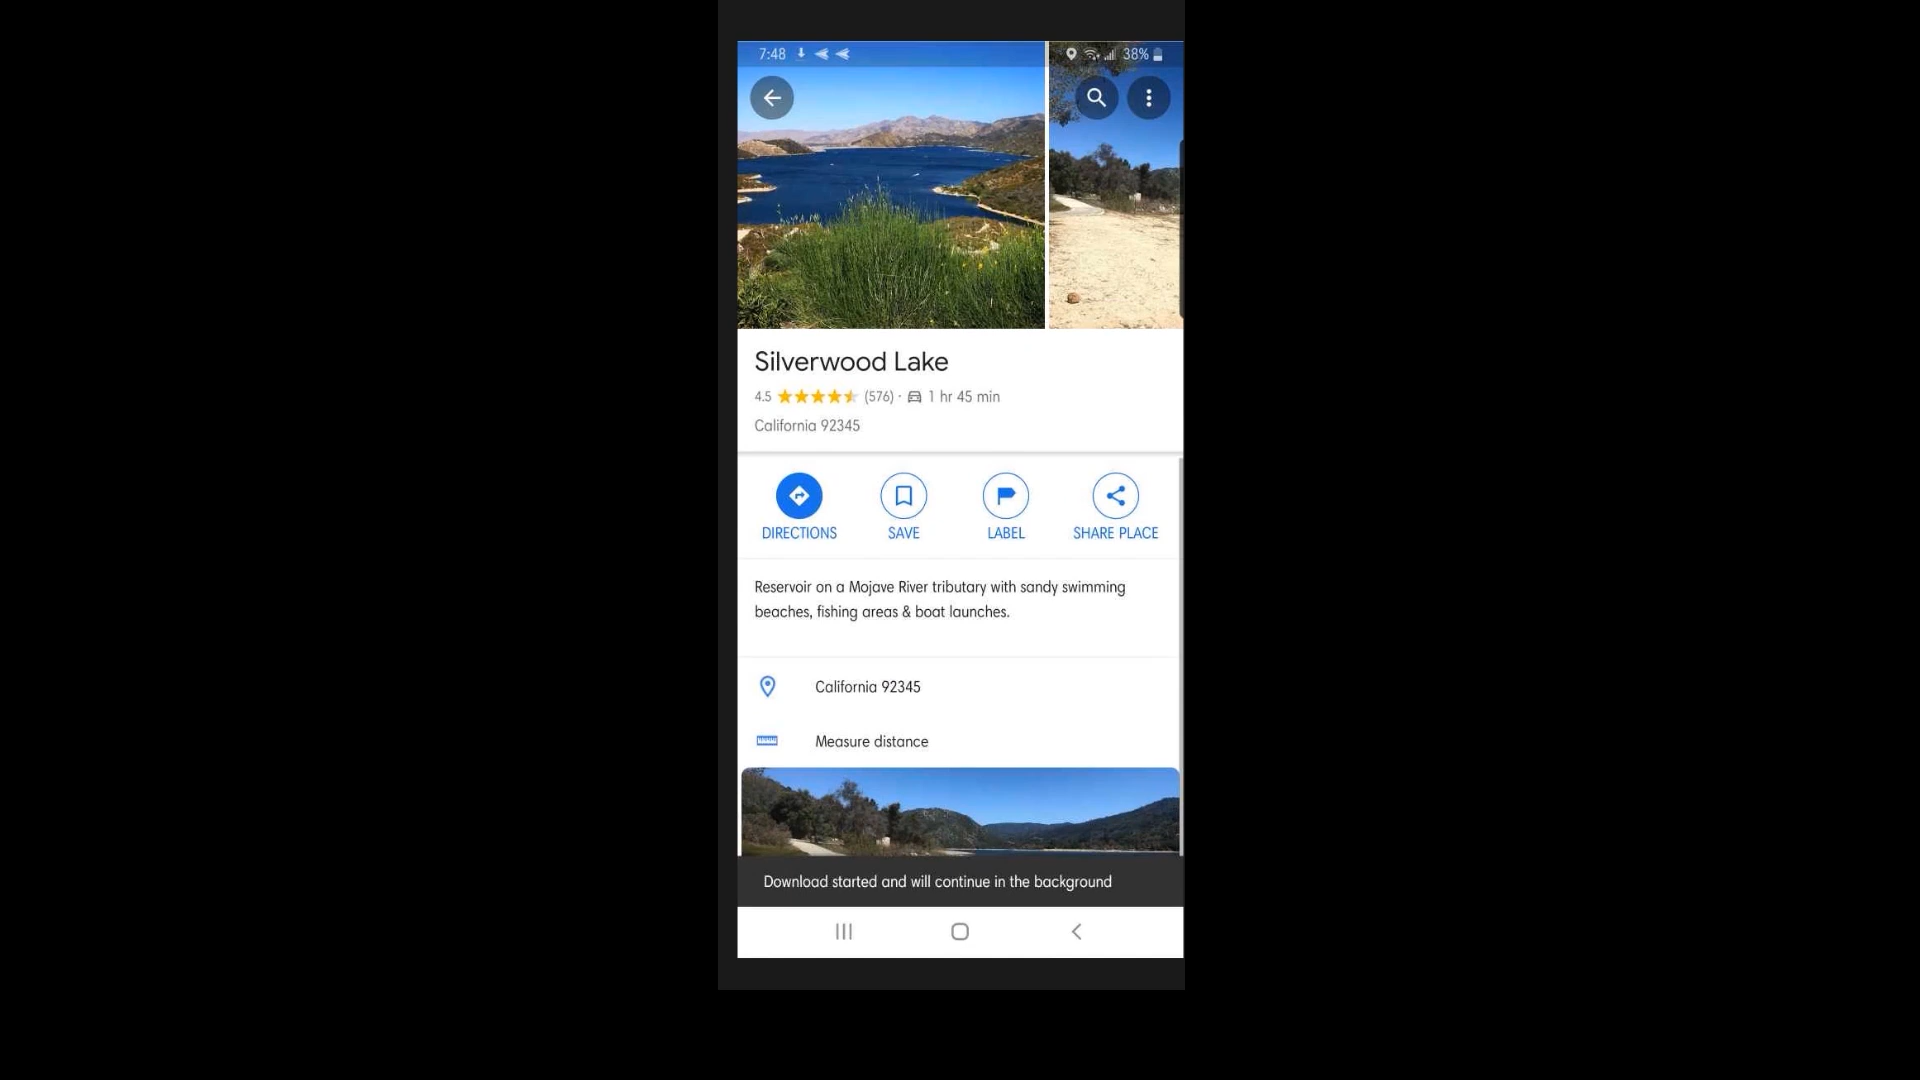 7:48 38%
Silverwood Lake
4.5 (576) · 1 hr 45 min
California 92345
DIRECTIONS SAVE LABEL SHARE PLACE
Reservoir on a Mojave River tributary with sandy swimming
beaches, fishing areas & boat launches.
California 92345
Measure distance
Download started and will continue in the background